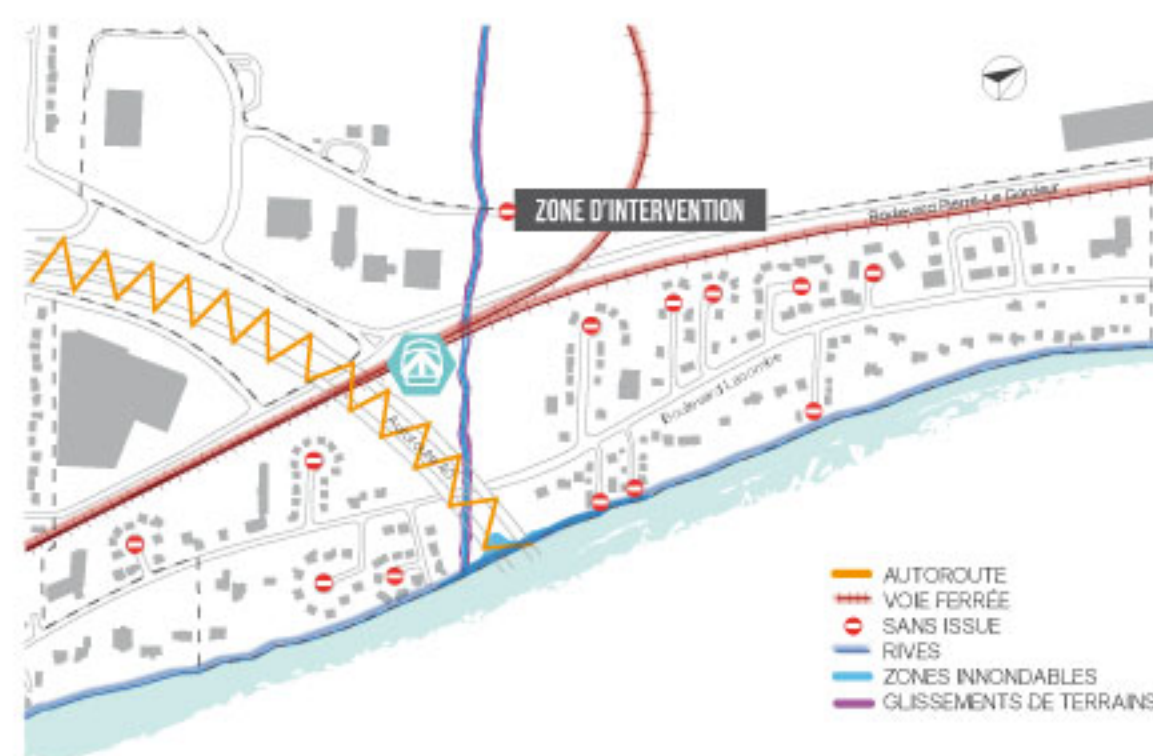 ZONE D'INTERVENTION
Boulevard Pierre-Le Gardeur
Boulevard Lacombe
AUTOROUTE
VOIE FERRÉE
SANS ISSUE
RIVES
ZONES INNONDABLES
GLISSEMENTS DE TERRAINS